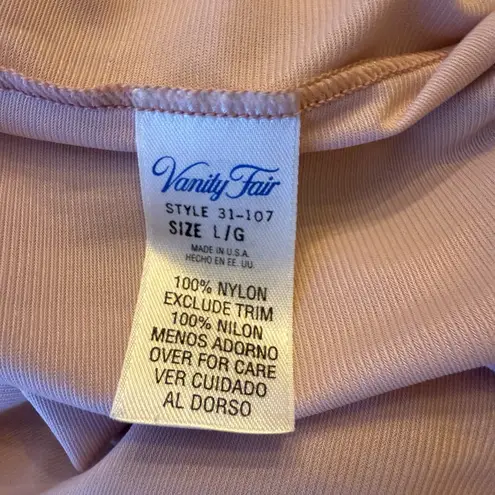 Vanity Fair
STYLE 31-107
SIZE L/G
MADE IN U.S.A.
HECHO EN EE. UU
100% NYLON
EXCLUDE TRIM
100% NILON
MENOS ADORNO
OVER FOR CARE
VER CUIDADO
AL DORSO